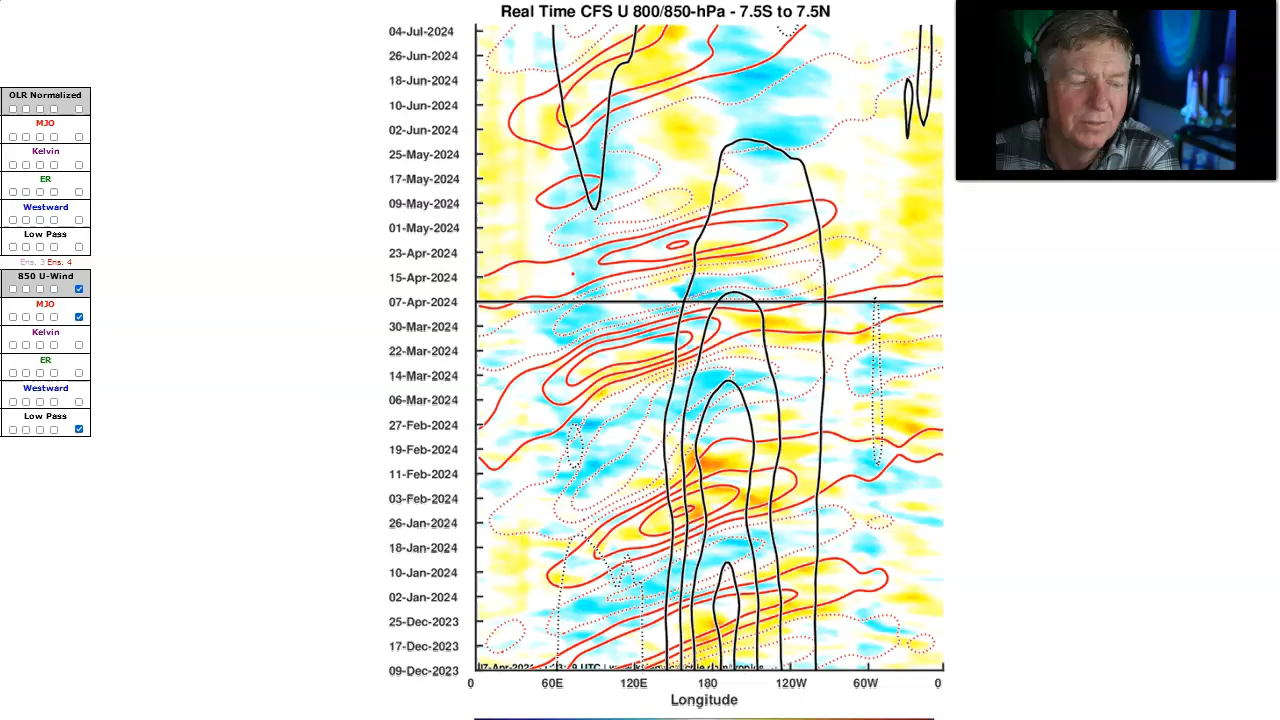 Real Time CFS U 800/850-hPa - 7.5S to 7.5N
OLR Normalized
MJO
Kelvin
ER
Westward
Low Pass
Ens. 3 Ens. 4
850 U-Wind
MJO
Kelvin
ER
Westward
Low Pass
04-Jul-2024
26-Jun-2024
18-Jun-2024
10-Jun-2024
02-Jun-2024
25-May-2024
17-May-2024
09-May-2024
01-May-2024
23-Apr-2024
15-Apr-2024
07-Apr-2024
30-Mar-2024
22-Mar-2024
14-Mar-2024
06-Mar-2024
27-Feb-2024
19-Feb-2024
11-Feb-2024
03-Feb-2024
26-Jan-2024
18-Jan-2024
10-Jan-2024
02-Jan-2024
25-Dec-2023
17-Dec-2023
09-Dec-2023
0 60E 120E 180 120W 60W 0
Longitude